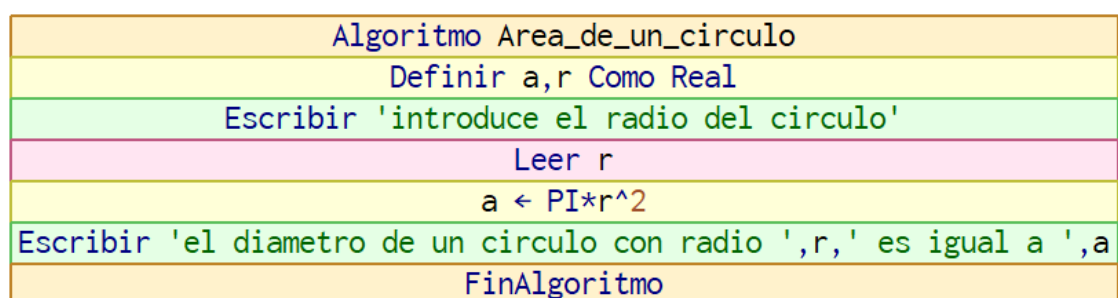 Algoritmo Area_de_un_circulo
Definir a,r Como Real
Escribir 'introduce el radio del circulo'
Leer r
a ← PI*r^2
Escribir 'el diametro de un circulo con radio ',r,' es igual a ',a
FinAlgoritmo